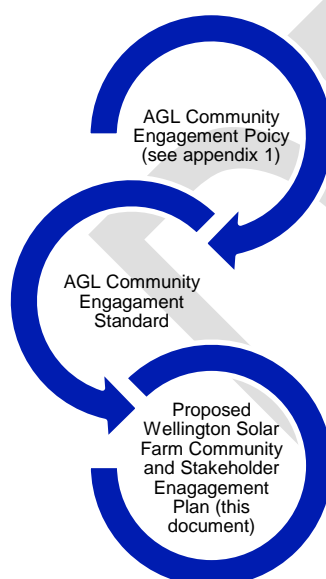 AGL Community
Engagement Poicy
(see appendix 1)
AGL Community
Engagament
Standard
Proposed
Wellington Solar
Farm Community
and Stakeholder
Enagagement
Plan (this
document)